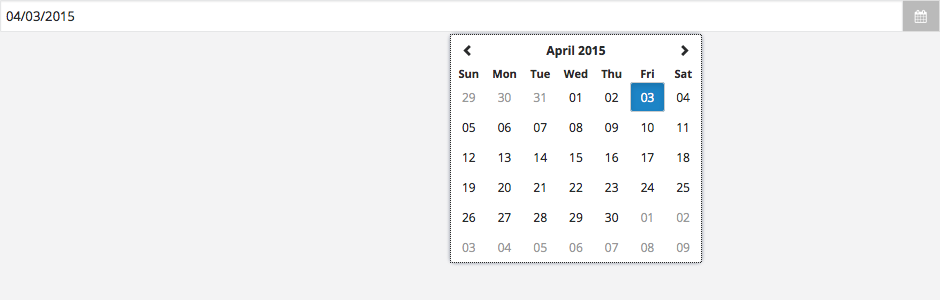 04/03/2015
April 2015
Sun Mon Tue Wed Thu Fri Sat
29 30 31 01 02 03 04
05 06 07 08 09 10 11
12 13 14 15 16 17 18
19 20 21 22 23 24 25
26 27 28 29 30 01 02
03 04 05 06 07 08 09